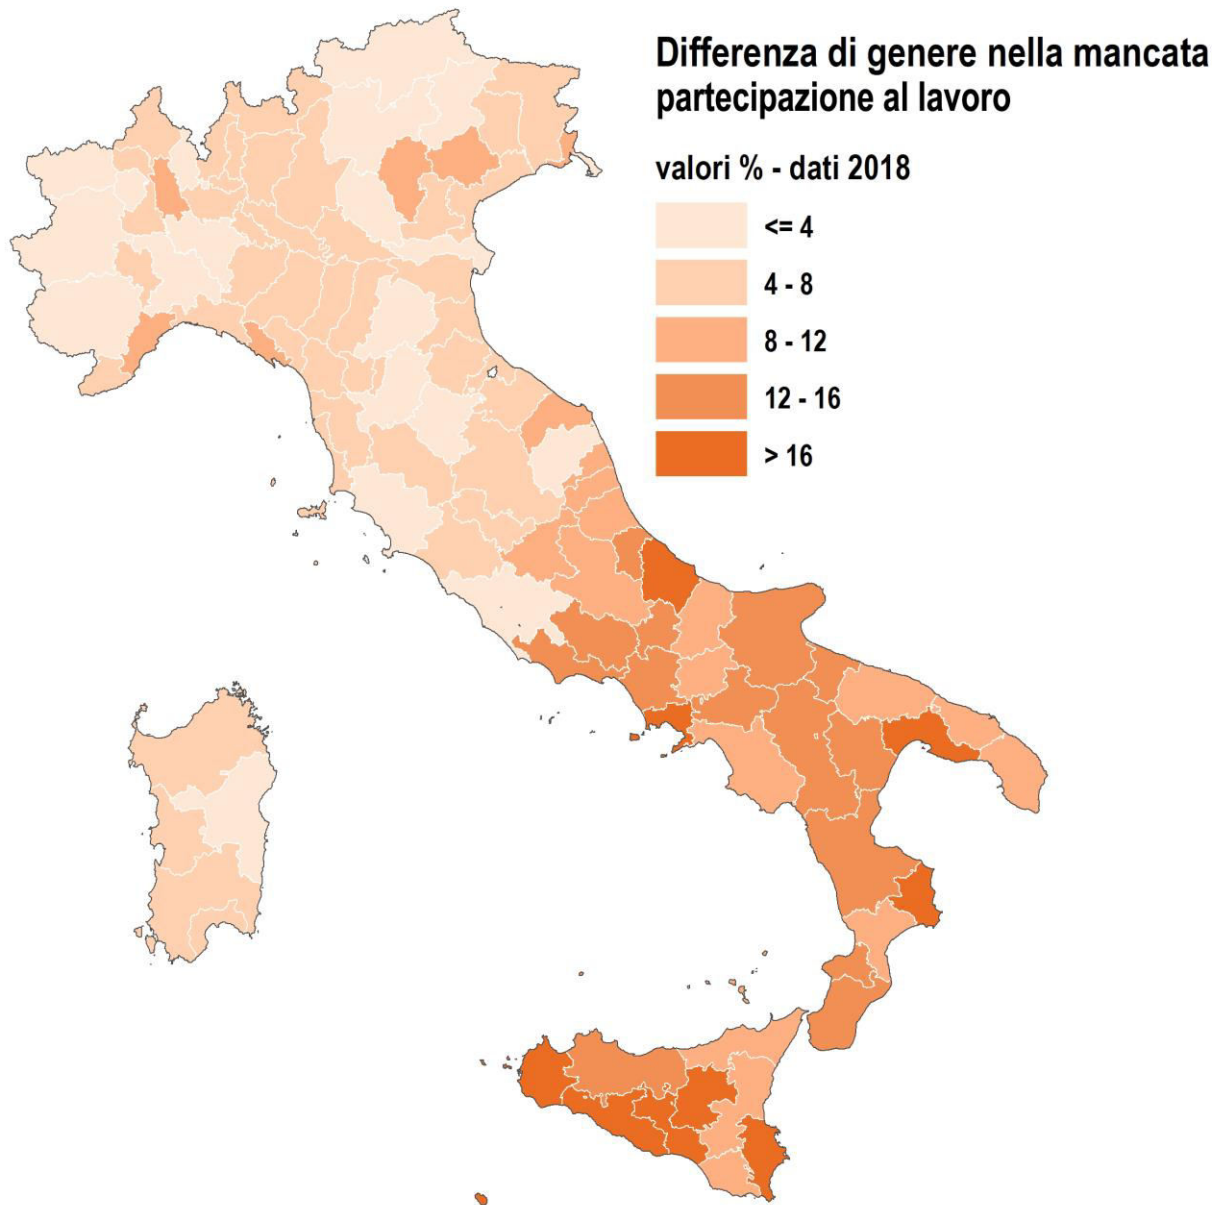 Differenza di genere nella mancata
partecipazione al lavoro
valori % - dati 2018
<= 4
4 - 8
8 - 12
12 - 16
> 16